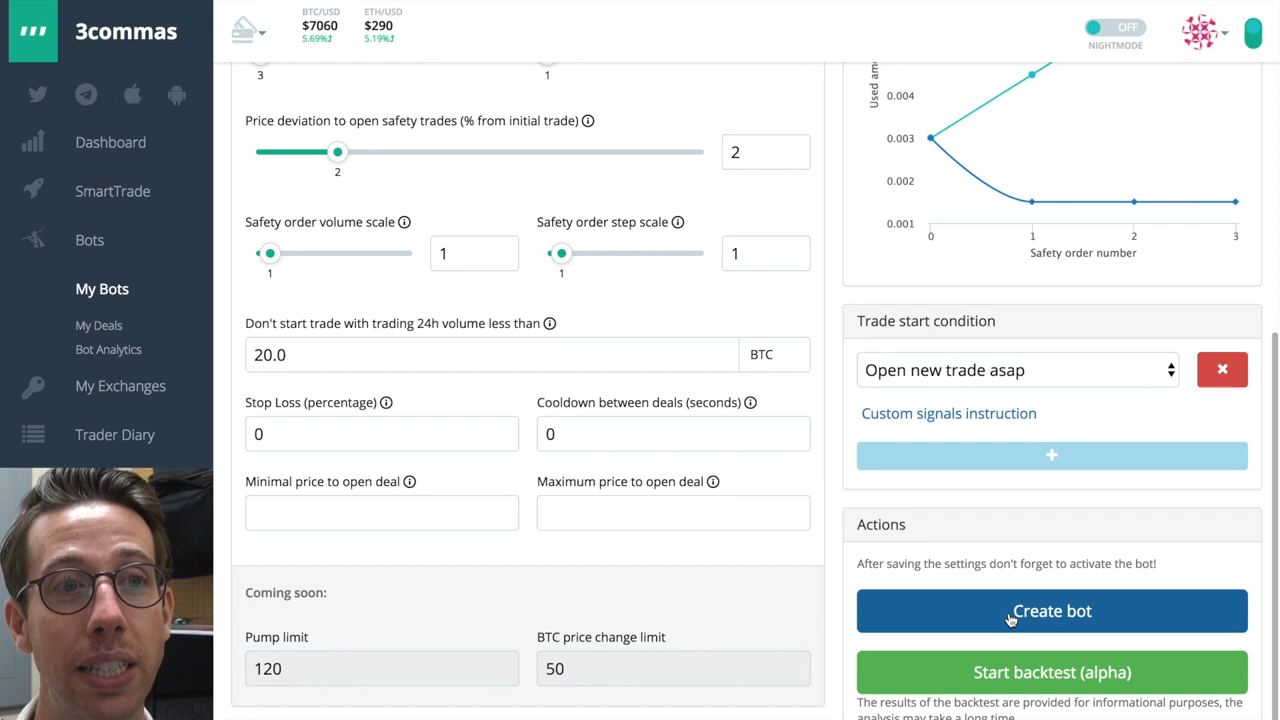 3commas
BTC/USD
$7060
5.69%
ETH/USD
$290
5.19%
OFF
NIGHTMODE
Dashboard
SmartTrade
Bots
My Bots
My Deals
Bot Analytics
My Exchanges
Trader Diary
3
1
Price deviation to open safety trades (% from initial trade)
2
2
Safety order volume scale
1
1
Safety order step scale
1
1
Don't start trade with trading 24h volume less than
20.0
BTC
Stop Loss (percentage)
0
Cooldown between deals (seconds)
0
Minimal price to open deal
Maximum price to open deal
Coming soon:
Pump limit
120
BTC price change limit
50
Used am
0.004
0.003
0.002
0.001
0 1 2 3
Safety order number
Trade start condition
Open new trade asap
Custom signals instruction
+
Actions
After saving the settings don't forget to activate the bot!
Create bot
Start backtest (alpha)
The results of the backtest are provided for informational purposes, the
analysis may take a long time